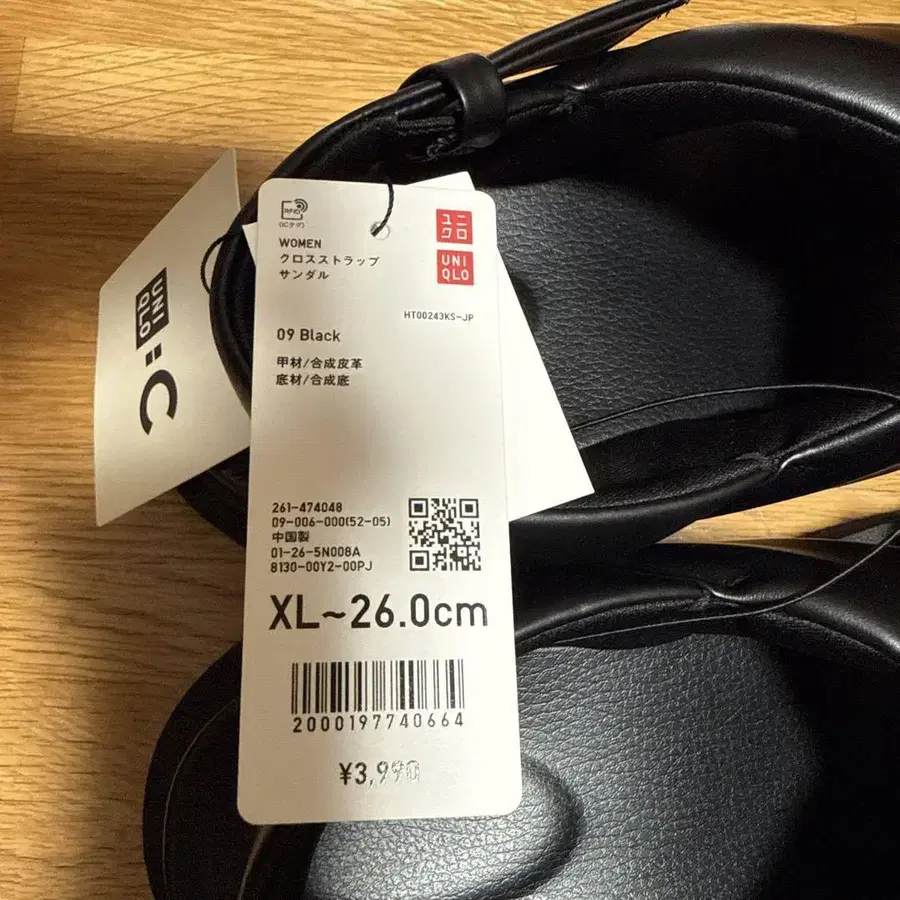 RFID
(ICタグ)
WOMEN
クロスストラップ
サンダル
ユニ
クロ
UNI
QLO
HT00243KS-JP
09 Black
甲材/合成皮革
底材/合成底
261-474048
09-006-000(52-05)
中国製
01-26-5N008A
8130-00Y2-00PJ
XL~26.0cm
2000197740664
¥3,990
UNI
QLO
:C